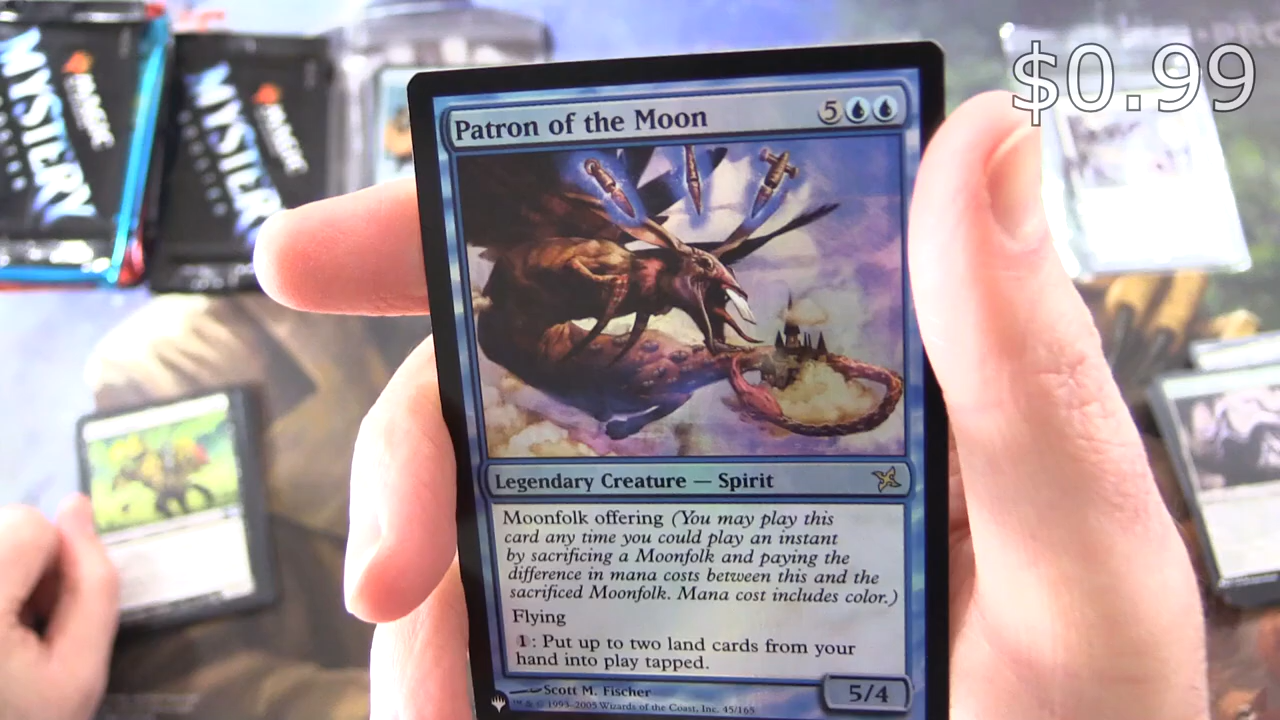 $0.99
MYSTERY
MAGIC
MYSTERY
MAGIC
Patron of the Moon
5
Legendary Creature — Spirit
Moonfolk offering (You may play this
card any time you could play an instant
by sacrificing a Moonfolk and paying the
difference in mana costs between this and the
sacrificed Moonfolk. Mana cost includes color.)
Flying
1: Put up to two land cards from your
hand into play tapped.
5/4
Scott M. Fischer
™ & © 1993-2005 Wizards of the Coast, Inc. 45/165